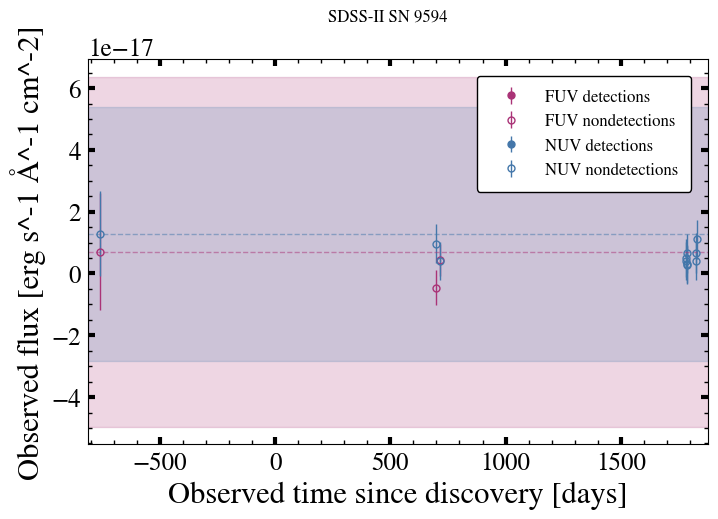 SDSS-II SN 9594
1e−17
Observed flux [erg s^-1 Å^-1 cm^-2]
6
4
2
0
−2
−4
FUV detections
FUV nondetections
NUV detections
NUV nondetections
−500
0
500
1000
1500
Observed time since discovery [days]